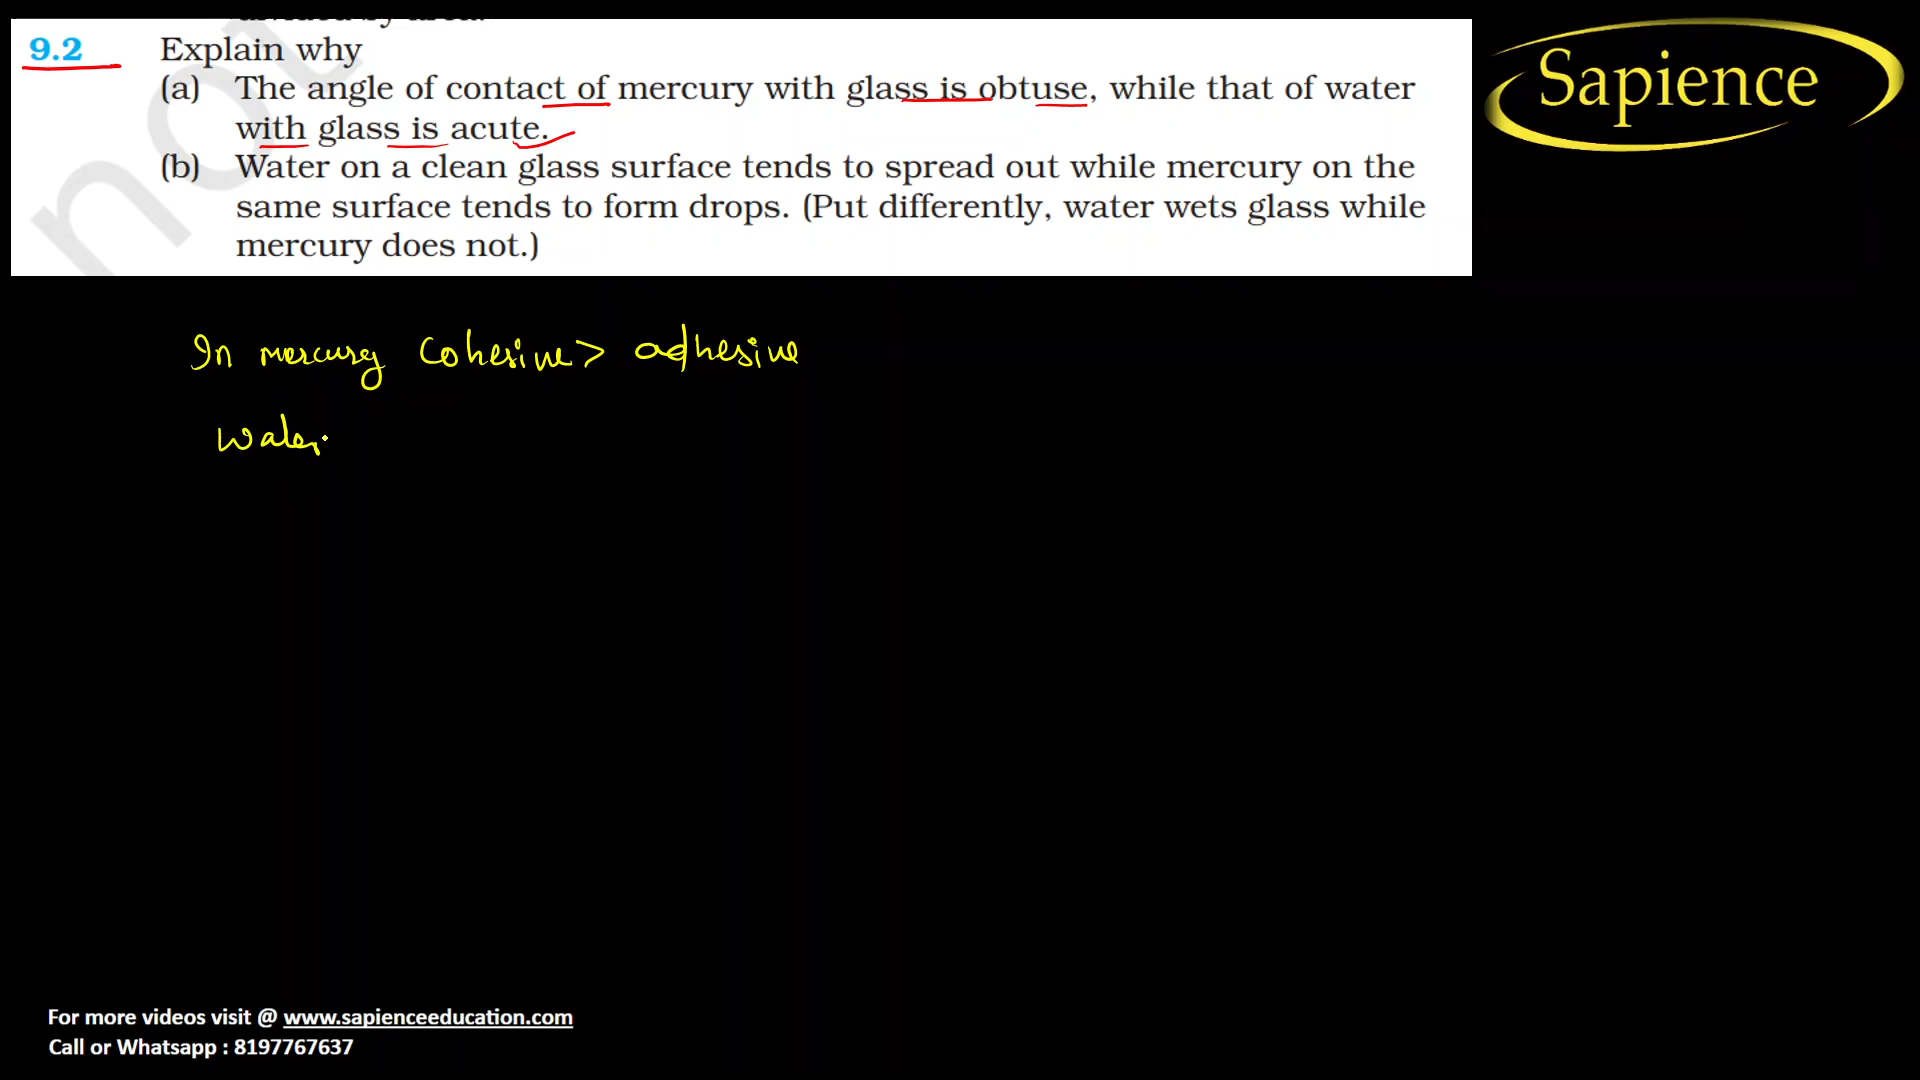 9.2 Explain why
(a) The angle of contact of mercury with glass is obtuse, while that of water
with glass is acute.
(b) Water on a clean glass surface tends to spread out while mercury on the
same surface tends to form drops. (Put differently, water wets glass while
mercury does not.)
Sapience
In mercury Cohesive > adhesive
Water
For more videos visit @ www.sapienceeducation.com
Call or Whatsapp : 8197767637